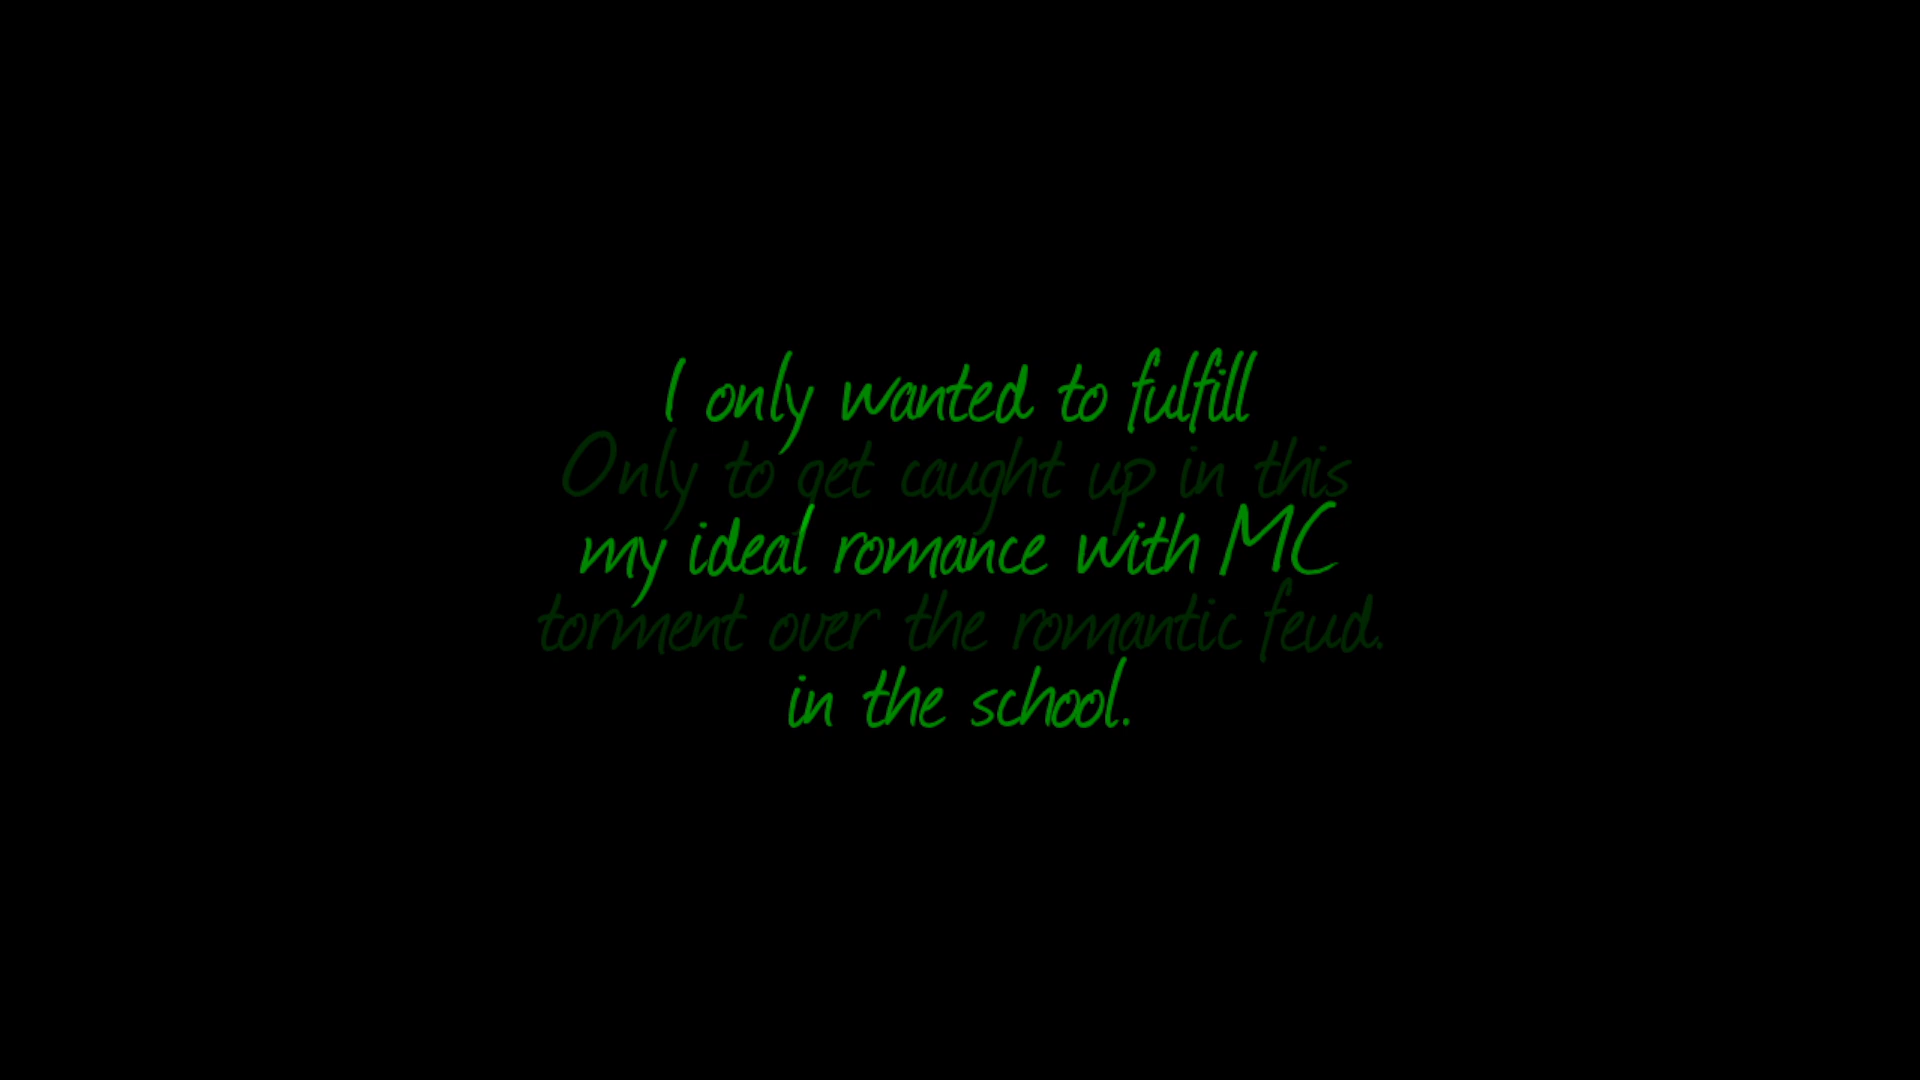 I only wanted to fulfill
Only to get caught up in this
my ideal romance with MC
torment over the romantic feud.
in the school.